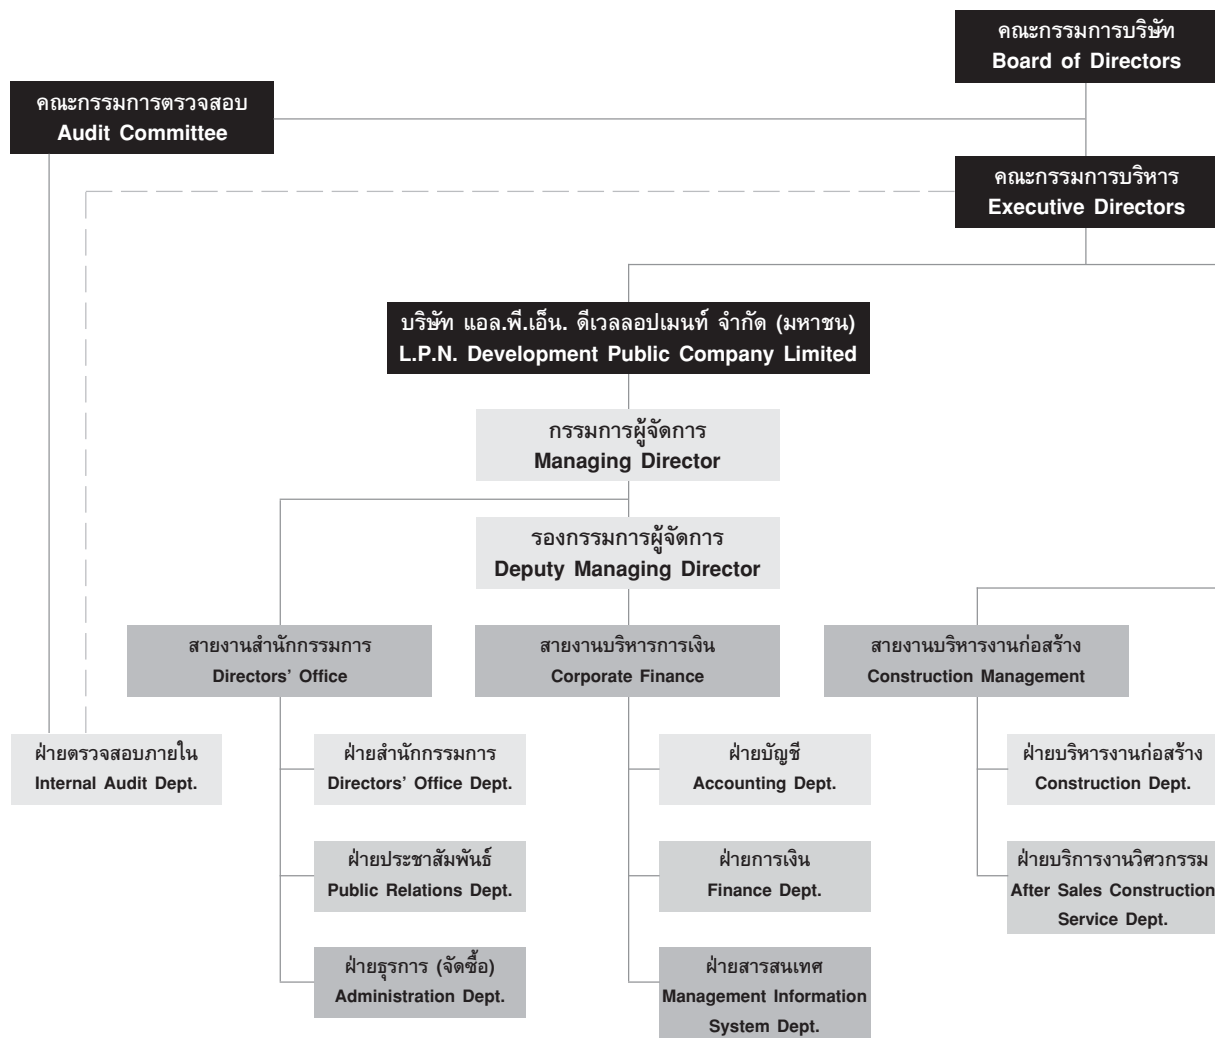 คณะกรรมการบริษัท
Board of Directors
คณะกรรมการตรวจสอบ
Audit Committee
คณะกรรมการบริหาร
Executive Directors
บริษัท แอล.พี.เอ็น. ดีเวลลอปเมนท์ จำกัด (มหาชน)
L.P.N. Development Public Company Limited
กรรมการผู้จัดการ
Managing Director
รองกรรมการผู้จัดการ
Deputy Managing Director
สายงานสำนักกรรมการ
Directors' Office
สายงานบริหารการเงิน
Corporate Finance
สายงานบริหารงานก่อสร้าง
Construction Management
ฝ่ายตรวจสอบภายใน
Internal Audit Dept.
ฝ่ายสำนักกรรมการ
Directors' Office Dept.
ฝ่ายบัญชี
Accounting Dept.
ฝ่ายบริหารงานก่อสร้าง
Construction Dept.
ฝ่ายประชาสัมพันธ์
Public Relations Dept.
ฝ่ายการเงิน
Finance Dept.
ฝ่ายบริการงานวิศวกรรม
After Sales Construction
Service Dept.
ฝ่ายธุรการ (จัดซื้อ)
Administration Dept.
ฝ่ายสารสนเทศ
Management Information
System Dept.